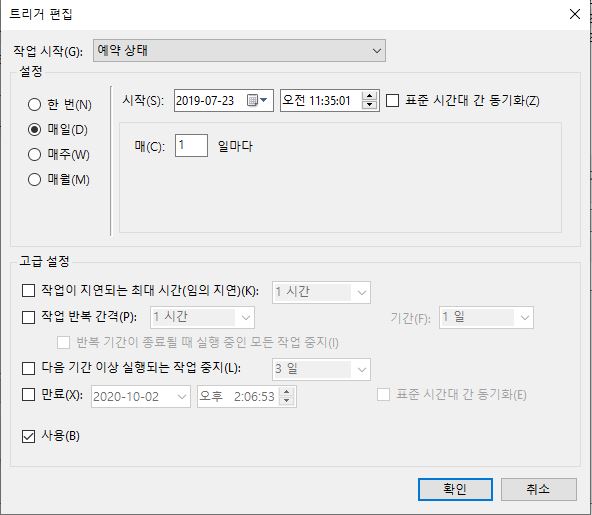 트리거 편집
작업 시작(G): 예약 상태
설정
한 번(N)
매일(D)
매주(W)
매월(M)
시작(S): 2019-07-23 오전 11:35:01 표준 시간대 간 동기화(Z)
매(C): 1 일마다
고급 설정
작업이 지연되는 최대 시간(임의 지연)(K): 1 시간
작업 반복 간격(P): 1 시간 기간(F): 1 일
반복 기간이 종료될 때 실행 중인 모든 작업 중지(I)
다음 기간 이상 실행되는 작업 중지(L): 3 일
만료(X): 2020-10-02 오후 2:06:53 표준 시간대 간 동기화(E)
사용(B)
확인 취소